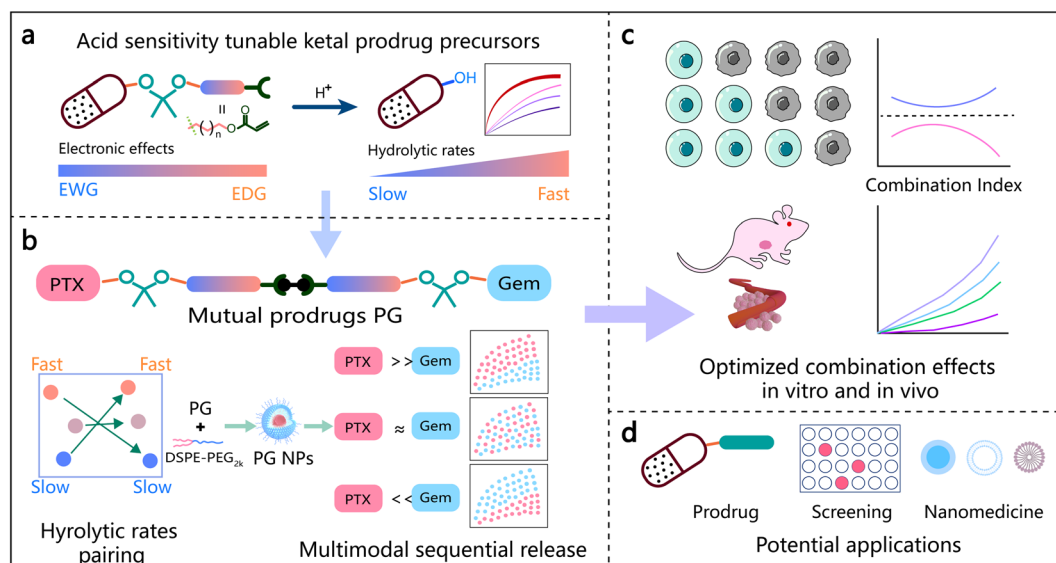 a
Acid sensitivity tunable ketal prodrug precursors
OH
H+
n
O
O
Electronic effects
EWG
EDG
Hydrolytic rates
Slow
Fast
b
PTX
Gem
Mutual prodrugs PG
Fast
Fast
Slow
Slow
Hyrolytic rates
pairing
PG
+
DSPE-PEG2k
PG NPs
PTX >> Gem
PTX ≈ Gem
PTX << Gem
Multimodal sequential release
c
Combination Index
Optimized combination effects
in vitro and in vivo
d
Prodrug
Screening
Nanomedicine
Potential applications